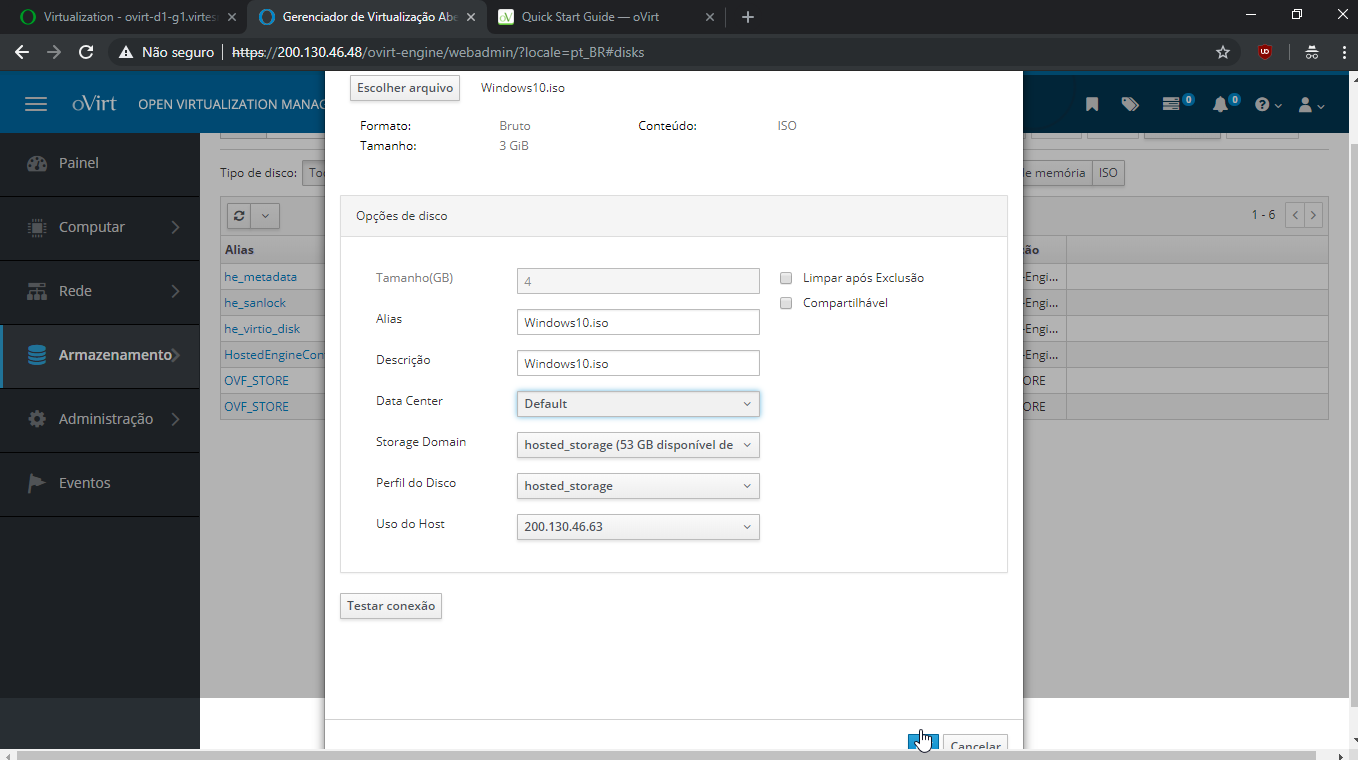 Virtualization - ovirt-d1-g1.virtes
Gerenciador de Virtualização Abe
Quick Start Guide — oVirt
Não seguro
https://200.130.46.48/ovirt-engine/webadmin/?locale=pt_BR#disks
oVirt OPEN VIRTUALIZATION MANAG
0
0
Painel
Computar
Rede
Armazenamento
Administração
Eventos
Tipo de disco: To
e memória ISO
1 - 6
Alias
ão
he_metadata
-Engi...
he_sanlock
-Engi...
he_virtio_disk
-Engi...
HostedEngineCon
-Engi...
OVF_STORE
ORE
OVF_STORE
ORE
Escolher arquivo Windows10.iso
Formato: Bruto Conteúdo: ISO
Tamanho: 3 GiB
Opções de disco
Tamanho(GB) 4
Limpar após Exclusão
Compartilhável
Alias Windows10.iso
Descrição Windows10.iso
Data Center Default
Storage Domain hosted_storage (53 GB disponível de
Perfil do Disco hosted_storage
Uso do Host 200.130.46.63
Testar conexão
Cancelar